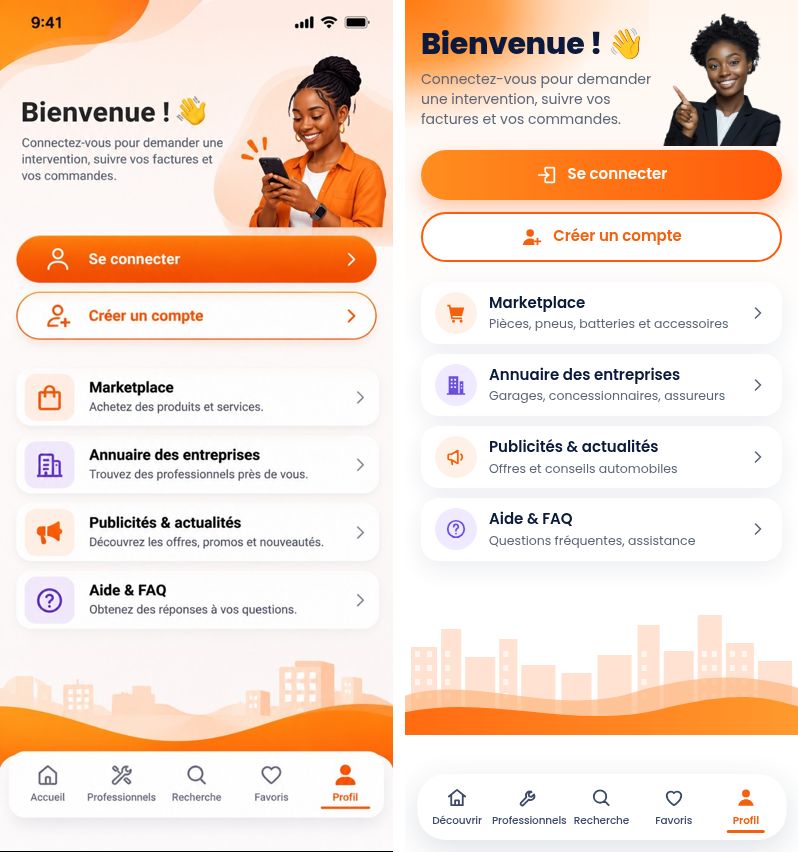 9:41
Bienvenue ! 👋
Connectez-vous pour demander une
intervention, suivre vos factures et
vos commandes.
Se connecter
Créer un compte
Marketplace
Achetez des produits et services.
Annuaire des entreprises
Trouvez des professionnels près de vous.
Publicités & actualités
Découvrez les offres, promos et nouveautés.
Aide & FAQ
Obtenez des réponses à vos questions.
Accueil
Professionnels
Recherche
Favoris
Profil
Bienvenue ! 👋
Connectez-vous pour demander
une intervention, suivre vos
factures et vos commandes.
Se connecter
Créer un compte
Marketplace
Pièces, pneus, batteries et accessoires
Annuaire des entreprises
Garages, concessionnaires, assureurs
Publicités & actualités
Offres et conseils automobiles
Aide & FAQ
Questions fréquentes, assistance
Découvrir
Professionnels
Recherche
Favoris
Profil